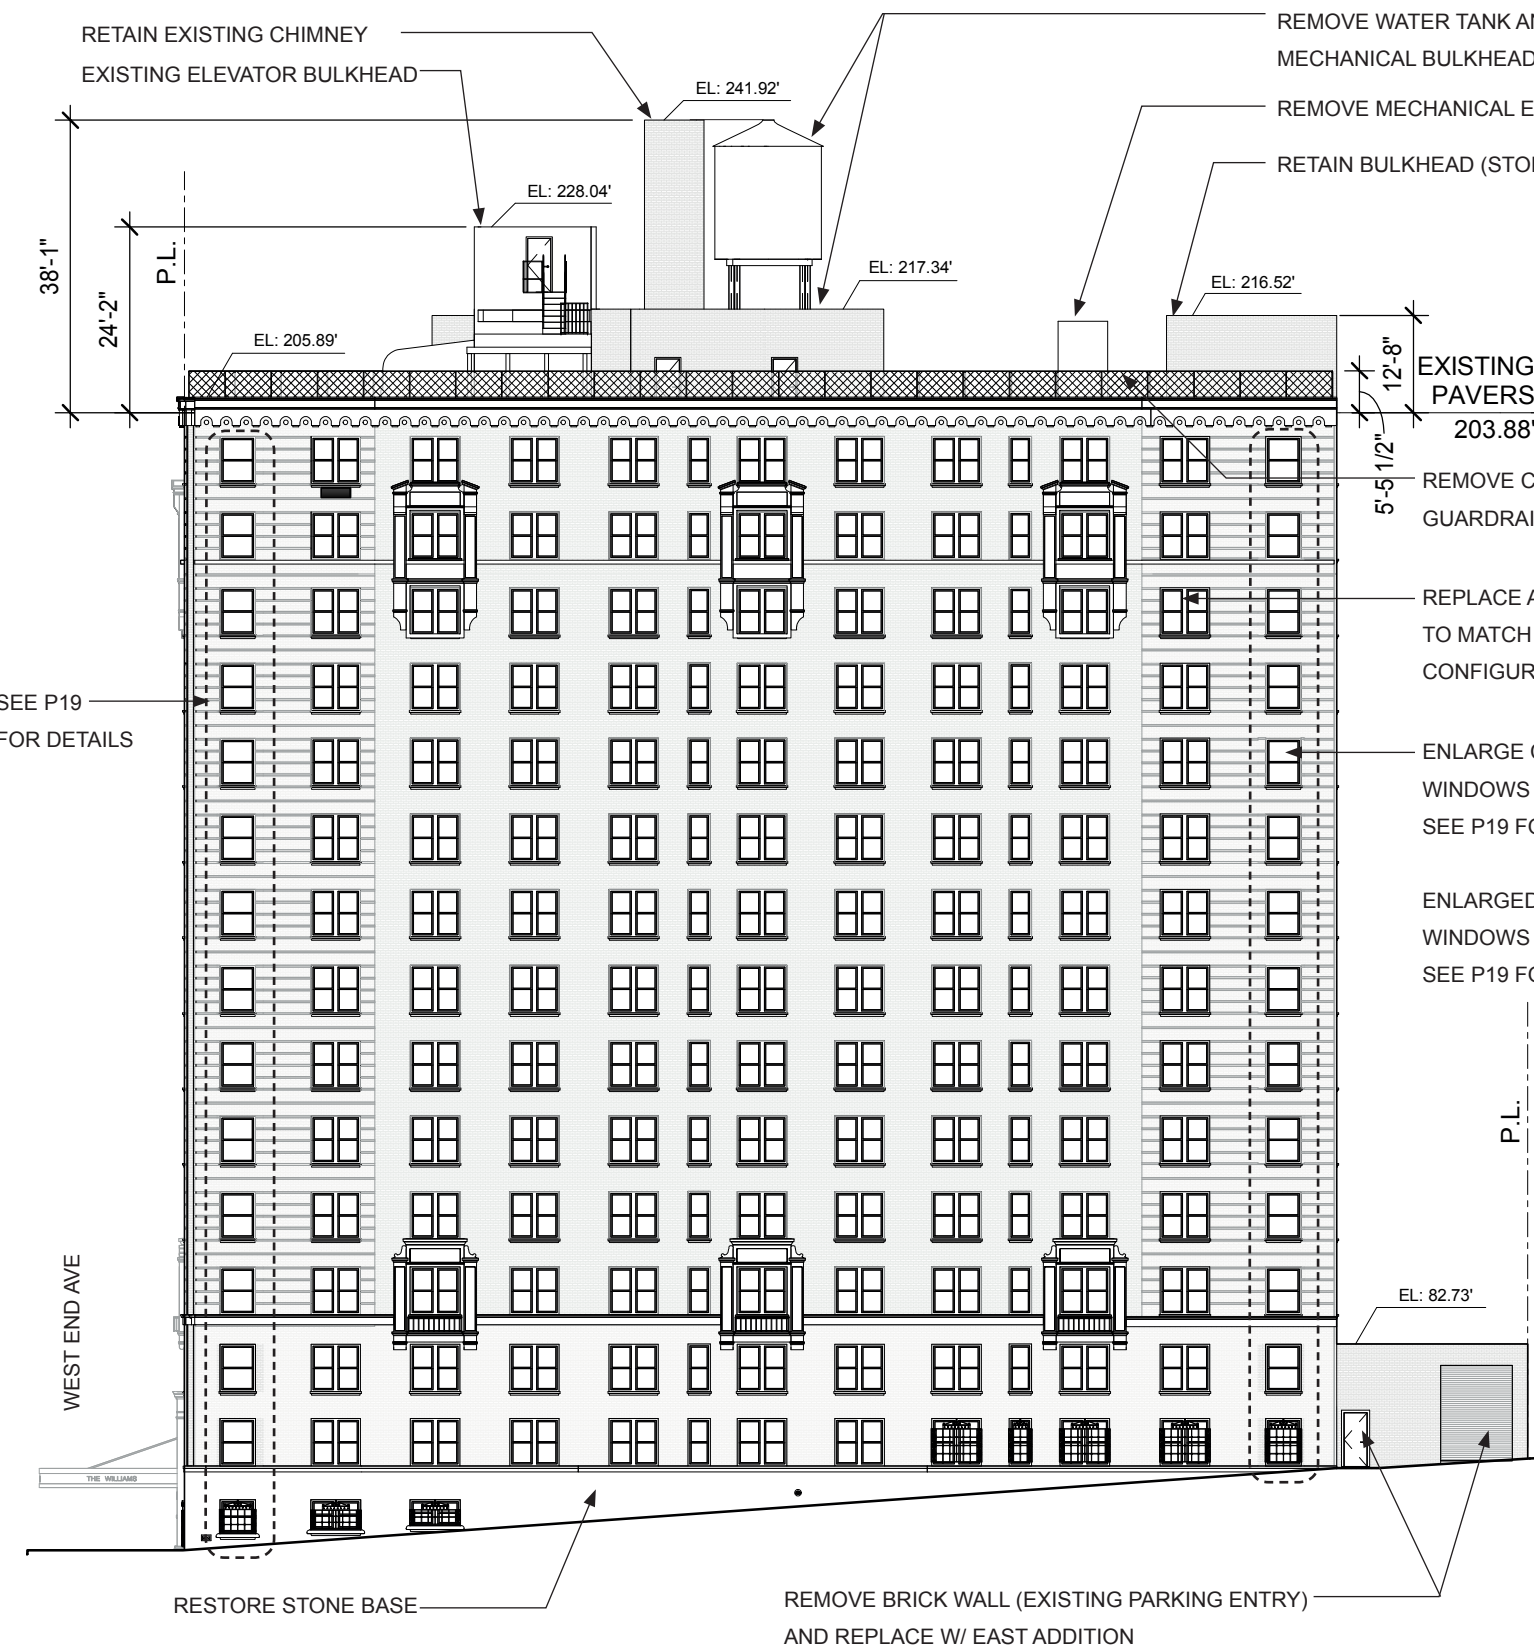 RETAIN EXISTING CHIMNEY
EXISTING ELEVATOR BULKHEAD
REMOVE WATER TANK AN
MECHANICAL BULKHEAD
REMOVE MECHANICAL E
RETAIN BULKHEAD (STO
EL: 241.92'
EL: 228.04'
EL: 217.34'
EL: 216.52'
EL: 205.89'
38'-1"
24'-2"
P.L.
12'-8"
5'-5 1/2"
EXISTING
PAVERS
203.88'
REMOVE C
GUARDRAI
REPLACE A
TO MATCH
CONFIGUR
SEE P19
FOR DETAILS
ENLARGE
WINDOWS
SEE P19 FO
ENLARGED
WINDOWS
SEE P19 FO
P.L.
WEST END AVE
EL: 82.73'
THE WILLIAMS
RESTORE STONE BASE
REMOVE BRICK WALL (EXISTING PARKING ENTRY)
AND REPLACE W/ EAST ADDITION